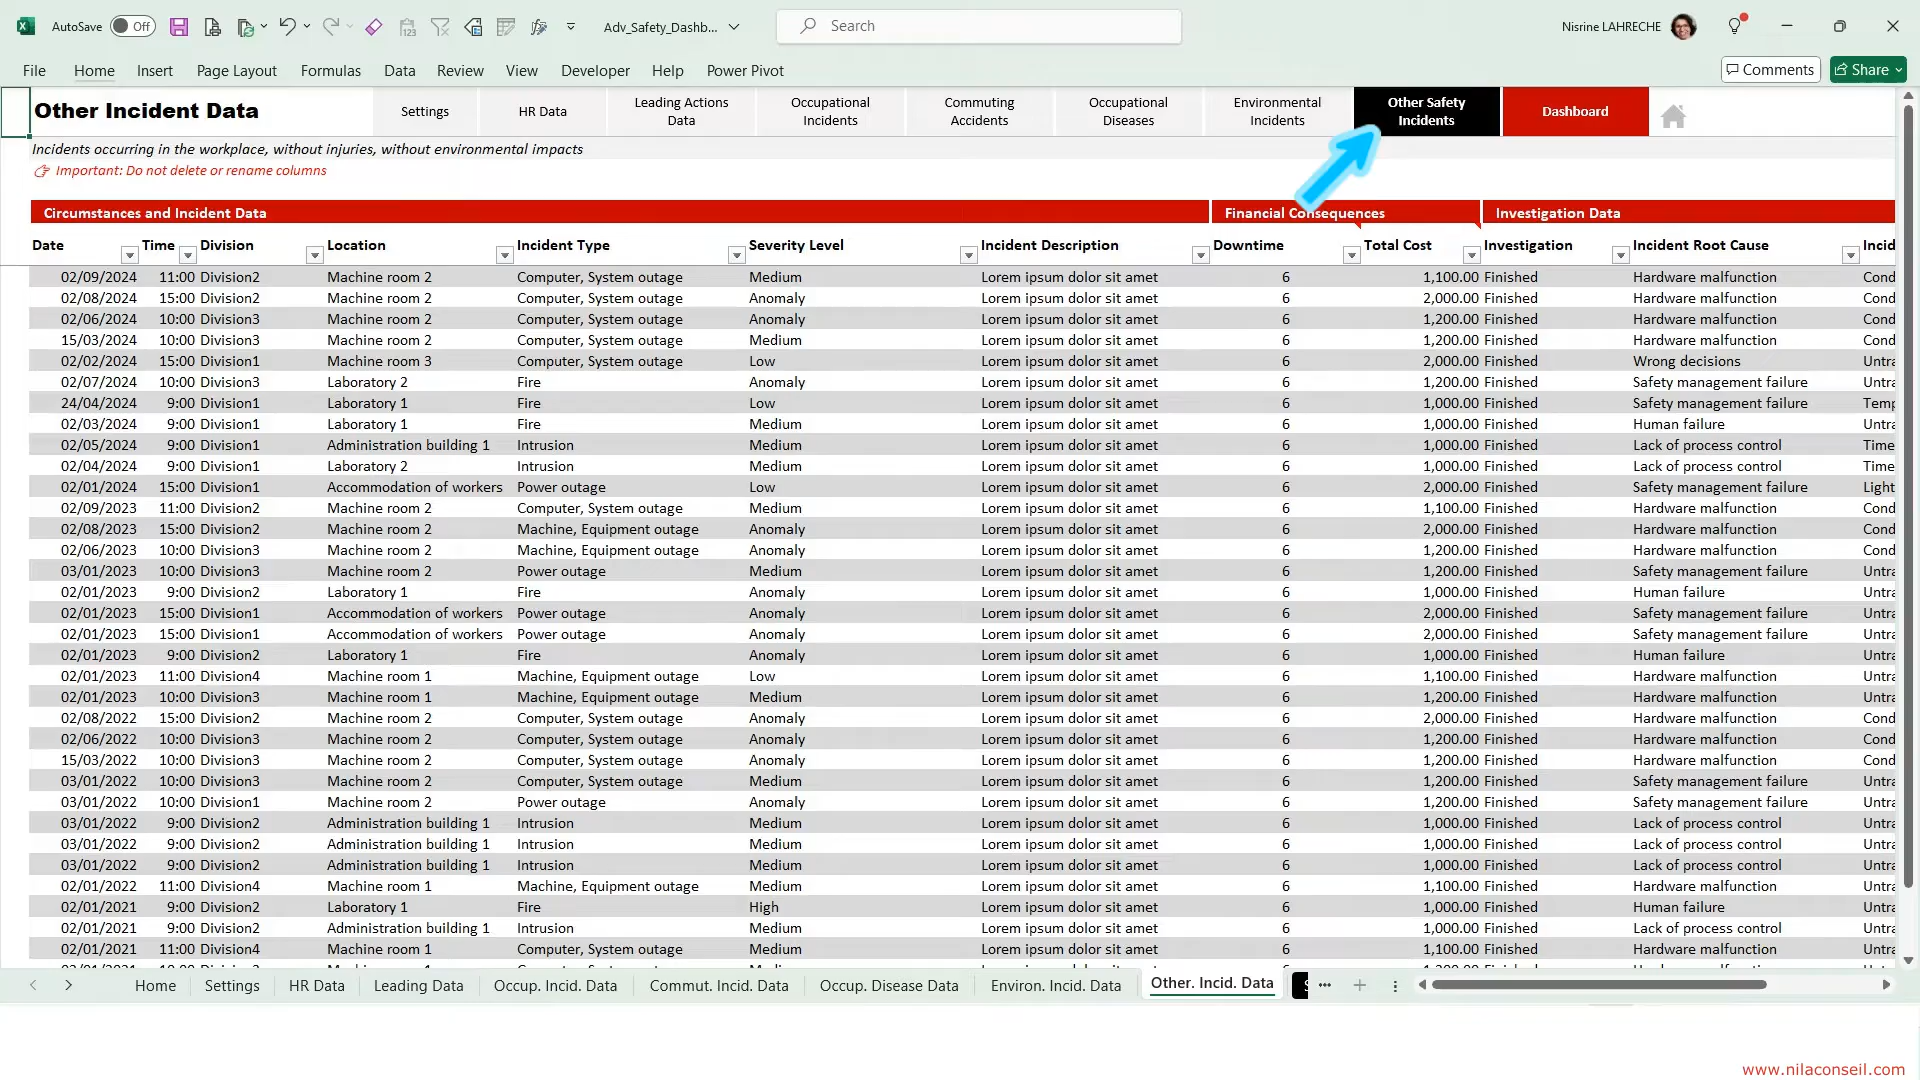 AutoSave Off Adv_Safety_Dashb... Search Nisrine LAHRECHE
File Home Insert Page Layout Formulas Data Review View Developer Help Power Pivot Comments Share
Other Incident Data Settings HR Data Leading Actions Data Occupational Incidents Commuting Accidents Occupational Diseases Environmental Incidents Other Safety Incidents Dashboard
Incidents occurring in the workplace, without injuries, without environmental impacts
Important: Do not delete or rename columns
Circumstances and Incident Data Financial Consequences Investigation Data
Date Time Division Location Incident Type Severity Level Incident Description Downtime Total Cost Investigation Incident Root Cause Incid
02/09/2024 11:00 Division2 Machine room 2 Computer, System outage Medium Lorem ipsum dolor sit amet 6 1,100.00 Finished Hardware malfunction Cond
02/08/2024 15:00 Division2 Machine room 2 Computer, System outage Anomaly Lorem ipsum dolor sit amet 6 2,000.00 Finished Hardware malfunction Cond
02/06/2024 10:00 Division3 Machine room 2 Computer, System outage Anomaly Lorem ipsum dolor sit amet 6 1,200.00 Finished Hardware malfunction Cond
15/03/2024 10:00 Division3 Machine room 2 Computer, System outage Medium Lorem ipsum dolor sit amet 6 1,200.00 Finished Hardware malfunction Cond
02/02/2024 15:00 Division1 Machine room 3 Computer, System outage Low Lorem ipsum dolor sit amet 6 2,000.00 Finished Wrong decisions Untra
02/07/2024 10:00 Division3 Laboratory 2 Fire Anomaly Lorem ipsum dolor sit amet 6 1,200.00 Finished Safety management failure Untra
24/04/2024 9:00 Division1 Laboratory 1 Fire Low Lorem ipsum dolor sit amet 6 1,000.00 Finished Safety management failure Temp
02/03/2024 9:00 Division1 Laboratory 1 Fire Medium Lorem ipsum dolor sit amet 6 1,000.00 Finished Human failure Untra
02/05/2024 9:00 Division1 Administration building 1 Intrusion Medium Lorem ipsum dolor sit amet 6 1,000.00 Finished Lack of process control Time
02/04/2024 9:00 Division1 Laboratory 2 Intrusion Medium Lorem ipsum dolor sit amet 6 1,000.00 Finished Lack of process control Time
02/01/2024 15:00 Division1 Accommodation of workers Power outage Low Lorem ipsum dolor sit amet 6 2,000.00 Finished Safety management failure Light
02/09/2023 11:00 Division2 Machine room 2 Computer, System outage Medium Lorem ipsum dolor sit amet 6 1,100.00 Finished Hardware malfunction Cond
02/08/2023 15:00 Division2 Machine room 2 Machine, Equipment outage Anomaly Lorem ipsum dolor sit amet 6 2,000.00 Finished Hardware malfunction Cond
02/06/2023 10:00 Division3 Machine room 2 Machine, Equipment outage Anomaly Lorem ipsum dolor sit amet 6 1,200.00 Finished Hardware malfunction Cond
03/01/2023 10:00 Division3 Machine room 2 Power outage Medium Lorem ipsum dolor sit amet 6 1,200.00 Finished Safety management failure Untra
02/01/2023 9:00 Division2 Laboratory 1 Fire Anomaly Lorem ipsum dolor sit amet 6 1,000.00 Finished Human failure Untra
02/01/2023 15:00 Division1 Accommodation of workers Power outage Anomaly Lorem ipsum dolor sit amet 6 2,000.00 Finished Safety management failure Untra
02/01/2023 15:00 Division1 Accommodation of workers Power outage Anomaly Lorem ipsum dolor sit amet 6 2,000.00 Finished Safety management failure Untra
02/01/2023 9:00 Division2 Laboratory 1 Fire Anomaly Lorem ipsum dolor sit amet 6 1,000.00 Finished Human failure Untra
02/01/2023 11:00 Division4 Machine room 1 Machine, Equipment outage Low Lorem ipsum dolor sit amet 6 1,100.00 Finished Hardware malfunction Untra
02/01/2023 10:00 Division3 Machine room 1 Machine, Equipment outage Medium Lorem ipsum dolor sit amet 6 1,200.00 Finished Hardware malfunction Untra
02/08/2022 15:00 Division2 Machine room 2 Computer, System outage Anomaly Lorem ipsum dolor sit amet 6 2,000.00 Finished Hardware malfunction Cond
02/06/2022 10:00 Division3 Machine room 2 Computer, System outage Anomaly Lorem ipsum dolor sit amet 6 1,200.00 Finished Hardware malfunction Cond
15/03/2022 10:00 Division3 Machine room 2 Computer, System outage Anomaly Lorem ipsum dolor sit amet 6 1,200.00 Finished Hardware malfunction Cond
03/01/2022 10:00 Division3 Machine room 2 Computer, System outage Medium Lorem ipsum dolor sit amet 6 1,200.00 Finished Safety management failure Untra
03/01/2022 10:00 Division1 Machine room 2 Power outage Anomaly Lorem ipsum dolor sit amet 6 1,200.00 Finished Safety management failure Untra
03/01/2022 9:00 Division2 Administration building 1 Intrusion Medium Lorem ipsum dolor sit amet 6 1,000.00 Finished Lack of process control Untra
03/01/2022 9:00 Division2 Administration building 1 Intrusion Medium Lorem ipsum dolor sit amet 6 1,000.00 Finished Lack of process control Untra
03/01/2022 9:00 Division2 Administration building 1 Intrusion Medium Lorem ipsum dolor sit amet 6 1,000.00 Finished Lack of process control Untra
02/01/2022 11:00 Division4 Machine room 1 Machine, Equipment outage Medium Lorem ipsum dolor sit amet 6 1,100.00 Finished Hardware malfunction Untra
02/01/2021 9:00 Division2 Laboratory 1 Fire High Lorem ipsum dolor sit amet 6 1,000.00 Finished Human failure Untra
02/01/2021 9:00 Division2 Administration building 1 Intrusion Medium Lorem ipsum dolor sit amet 6 1,000.00 Finished Lack of process control Untra
02/01/2021 11:00 Division4 Machine room 1 Computer, System outage Medium Lorem ipsum dolor sit amet 6 1,100.00 Finished Hardware malfunction Untra
Home Settings HR Data Leading Data Occup. Incid. Data Commut. Incid. Data Occup. Disease Data Environ. Incid. Data Other. Incid. Data
www.nilaconseil.com